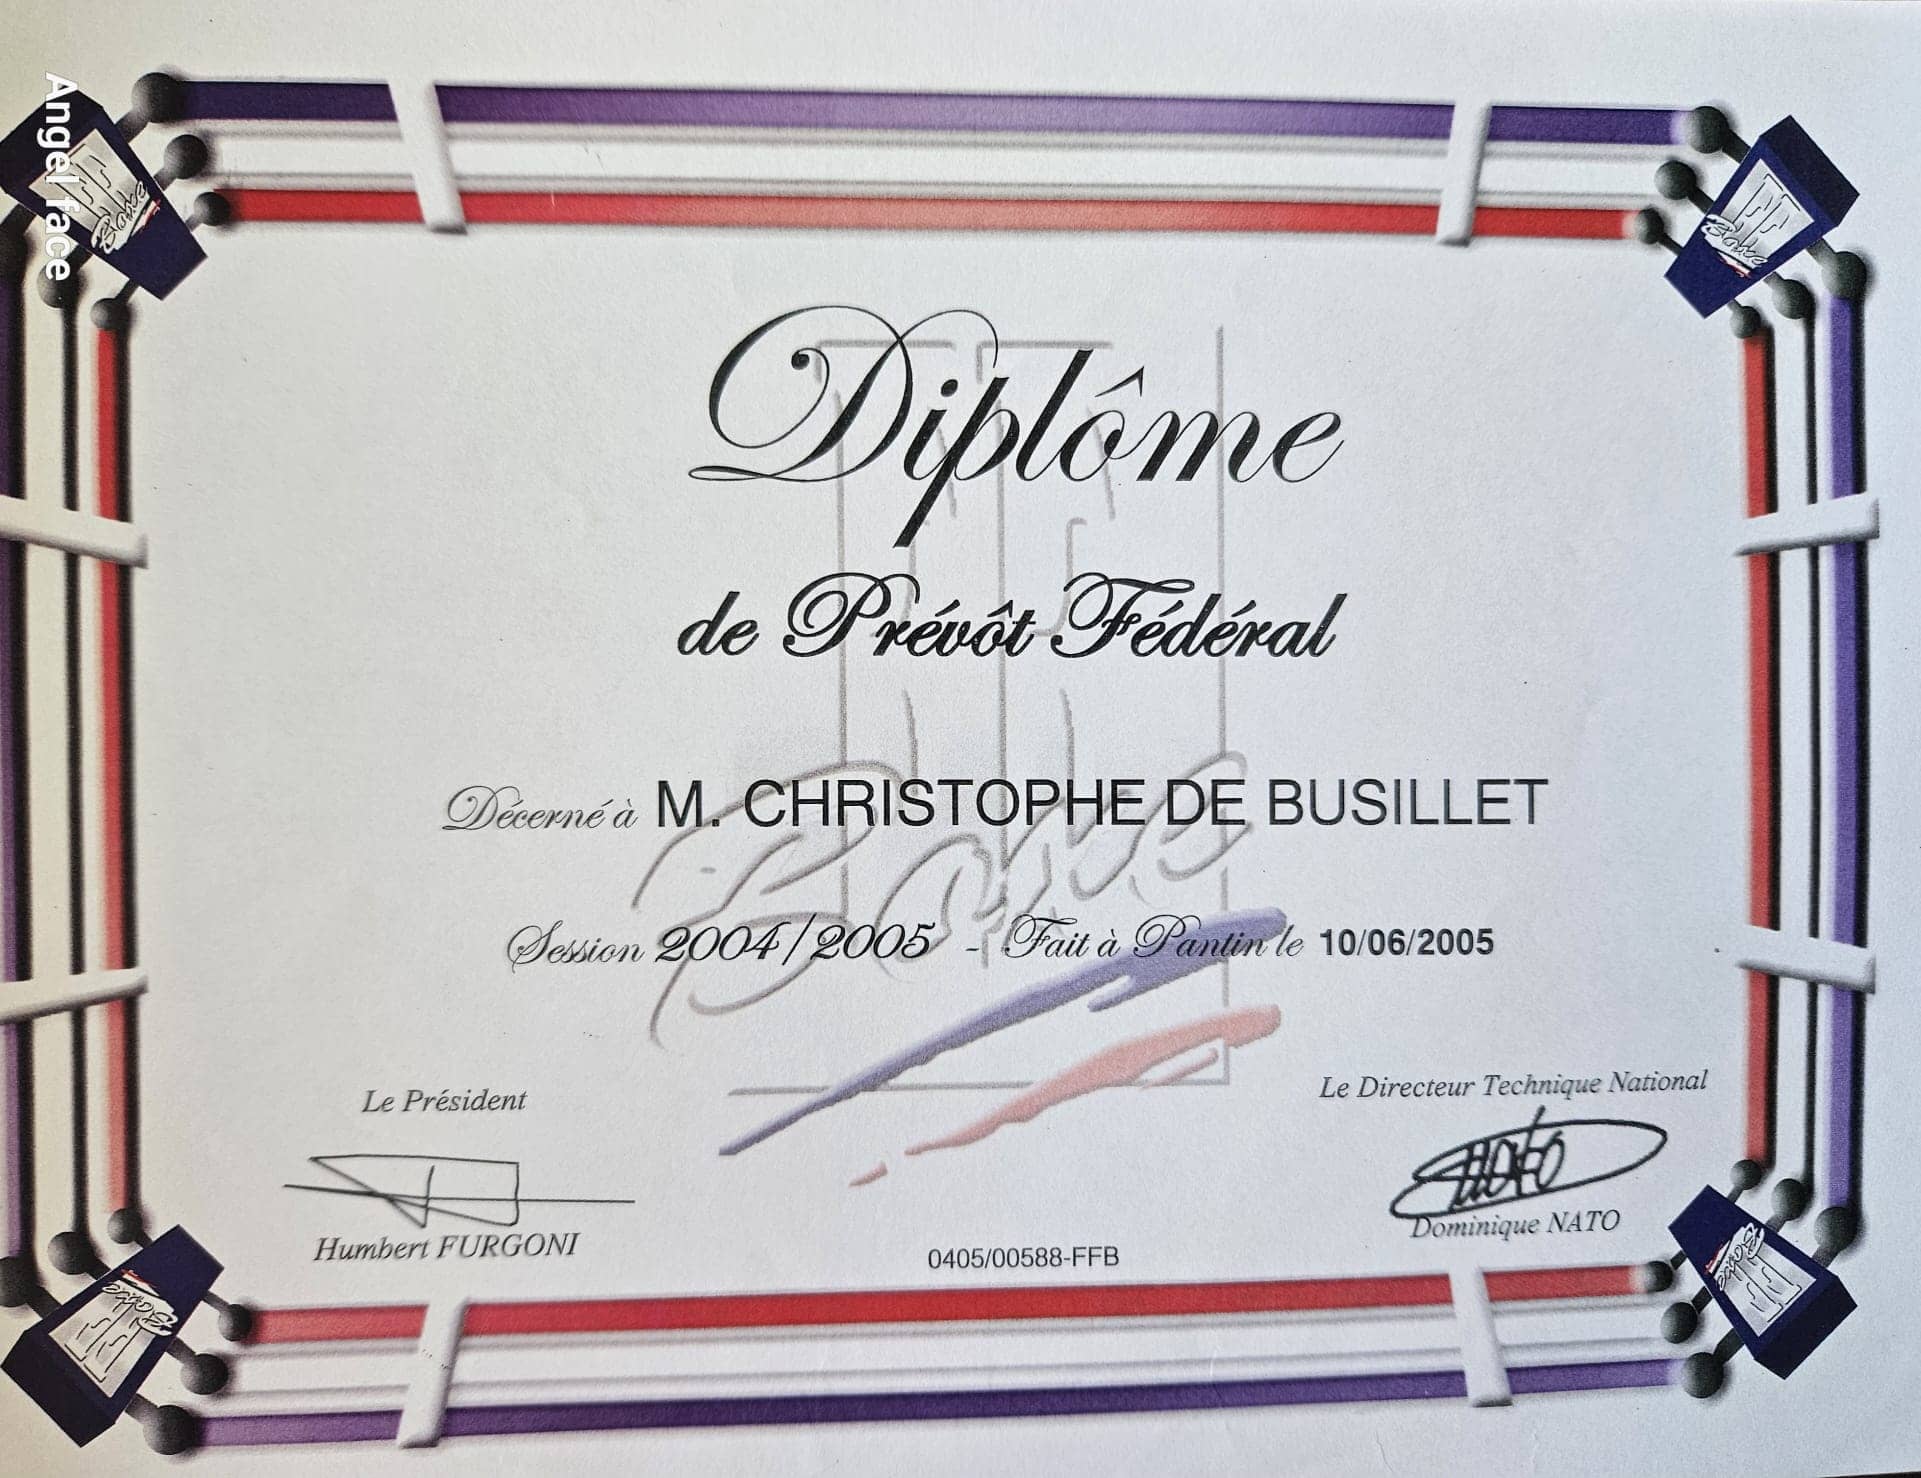 Angel face
Diplôme
de Prévôt Fédéral
Décerné à M. CHRISTOPHE DE BUSILLET
Boxe
Session 2004/2005 - Fait à Pantin le 10/06/2005
Le Président
Le Directeur Technique National
Humbert FURGONI
Dominique NATO
0405/00588-FFB